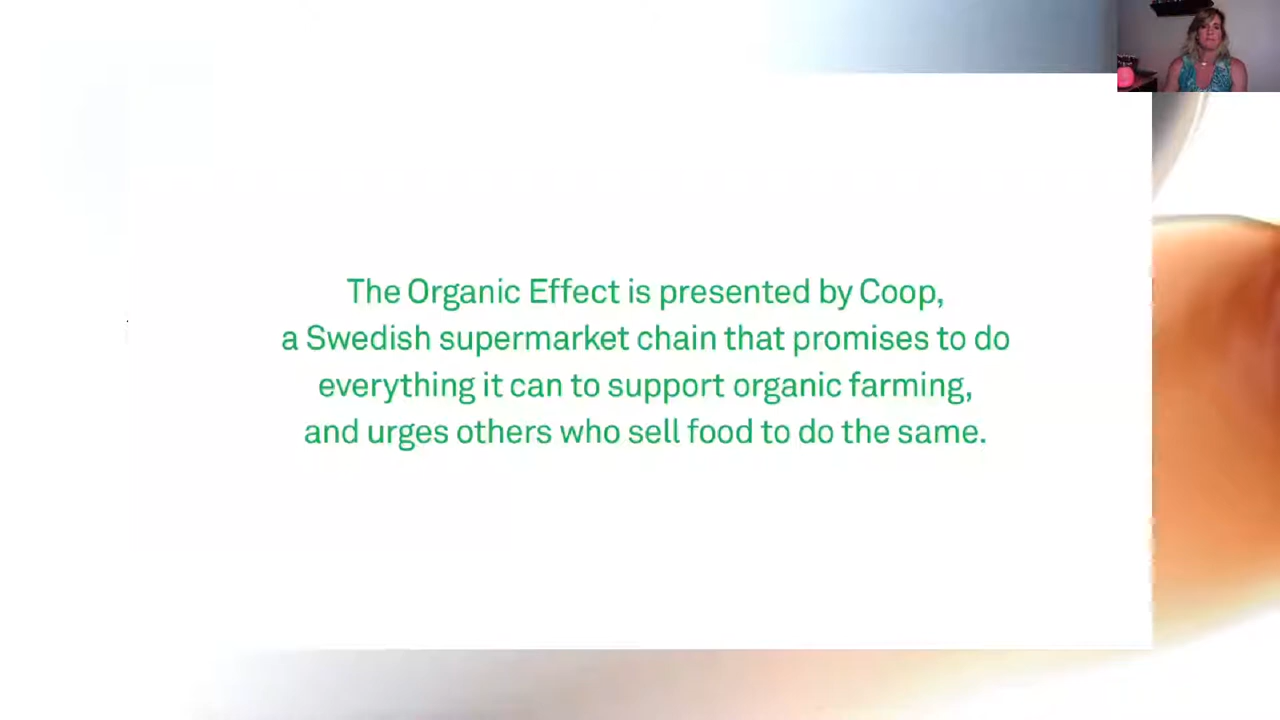 The Organic Effect is presented by Coop,
a Swedish supermarket chain that promises to do
everything it can to support organic farming,
and urges others who sell food to do the same.